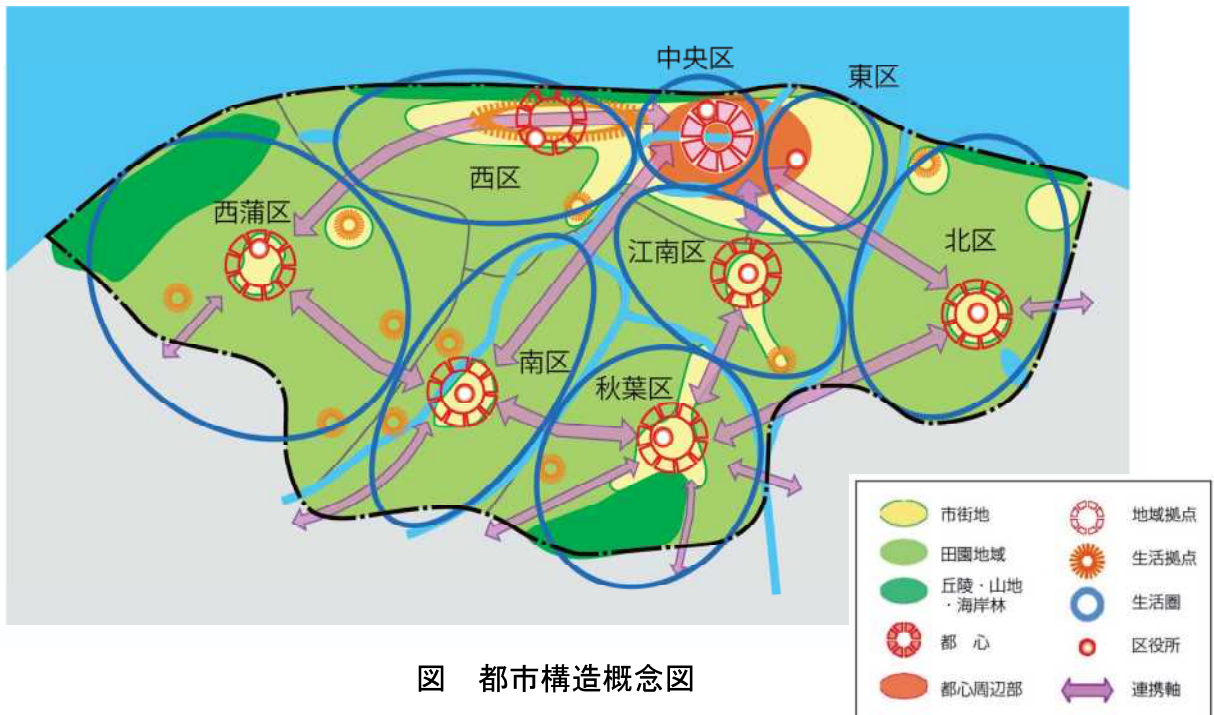 中央区
東区
西区
西蒲区
江南区
北区
南区
秋葉区
市街地
田園地域
丘陵・山地
・海岸林
都 心
都心周辺部
地域拠点
生活拠点
生活圏
区役所
連携軸
図 都市構造概念図